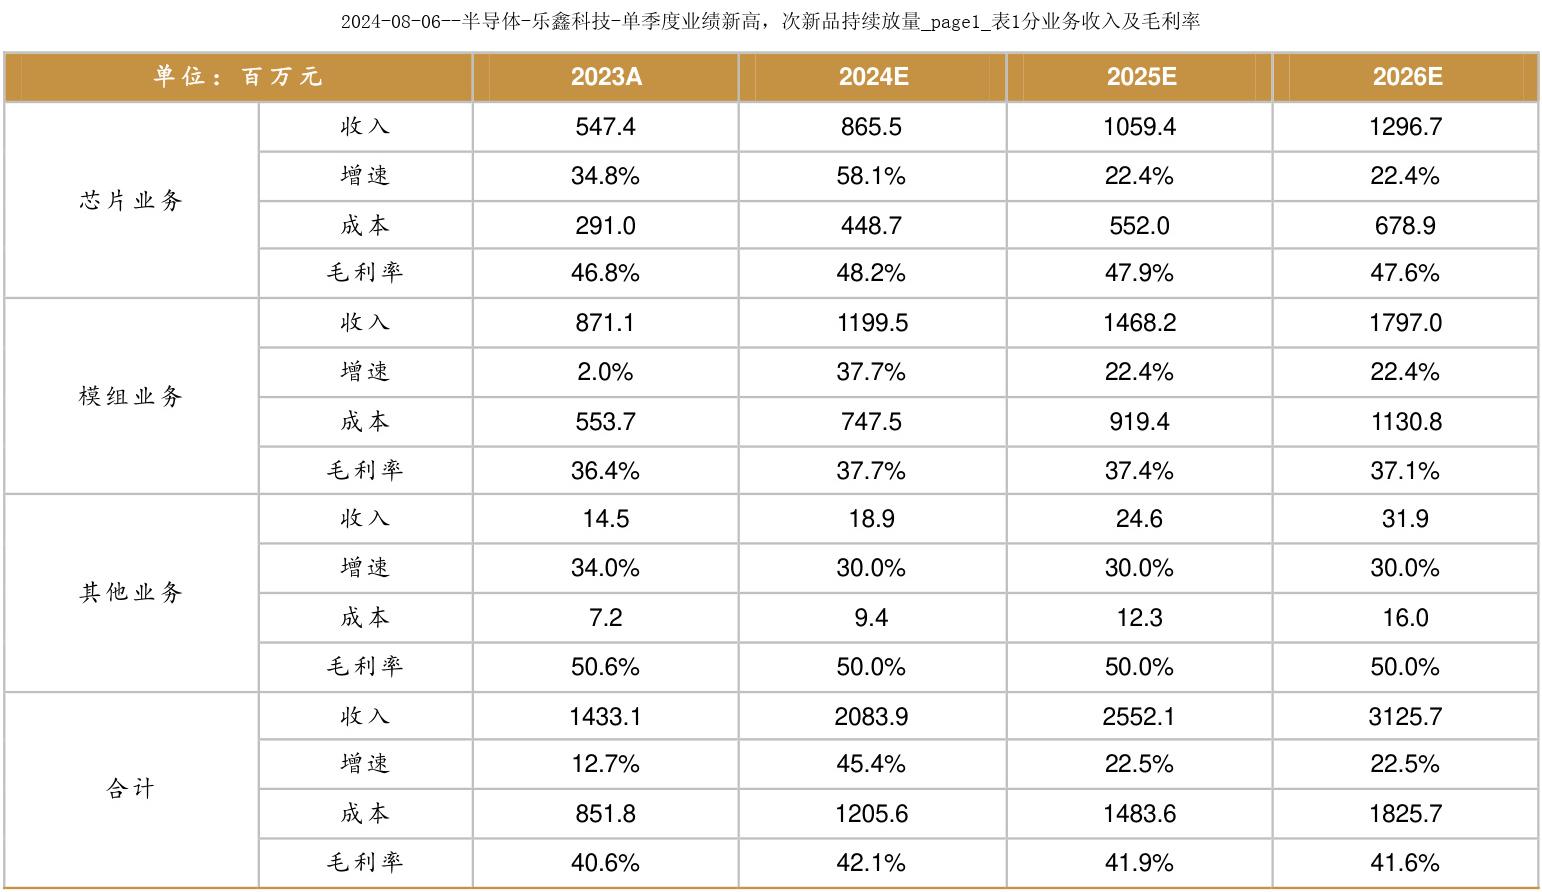 2024-08-06--半导体-乐鑫科技-单季度业绩新高，次新品持续放量_page1_表1分业务收入及毛利率
单位：百万元 2023A 2024E 2025E 2026E
芯片业务
收入 547.4 865.5 1059.4 1296.7
增速 34.8% 58.1% 22.4% 22.4%
成本 291.0 448.7 552.0 678.9
毛利率 46.8% 48.2% 47.9% 47.6%
模组业务
收入 871.1 1199.5 1468.2 1797.0
增速 2.0% 37.7% 22.4% 22.4%
成本 553.7 747.5 919.4 1130.8
毛利率 36.4% 37.7% 37.4% 37.1%
其他业务
收入 14.5 18.9 24.6 31.9
增速 34.0% 30.0% 30.0% 30.0%
成本 7.2 9.4 12.3 16.0
毛利率 50.6% 50.0% 50.0% 50.0%
合计
收入 1433.1 2083.9 2552.1 3125.7
增速 12.7% 45.4% 22.5% 22.5%
成本 851.8 1205.6 1483.6 1825.7
毛利率 40.6% 42.1% 41.9% 41.6%